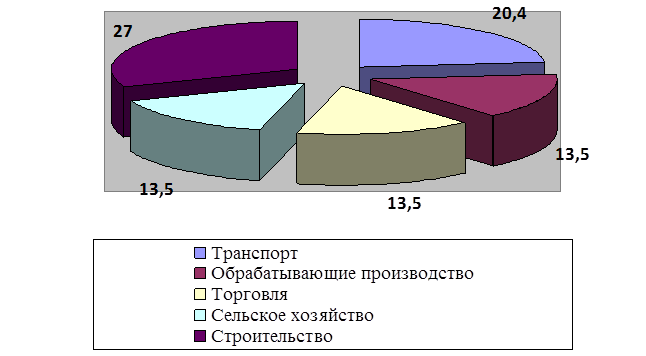 20,4
27
13,5
13,5
13,5
Транспорт
Обрабатывающие производство
Торговля
Сельское хозяйство
Строительство